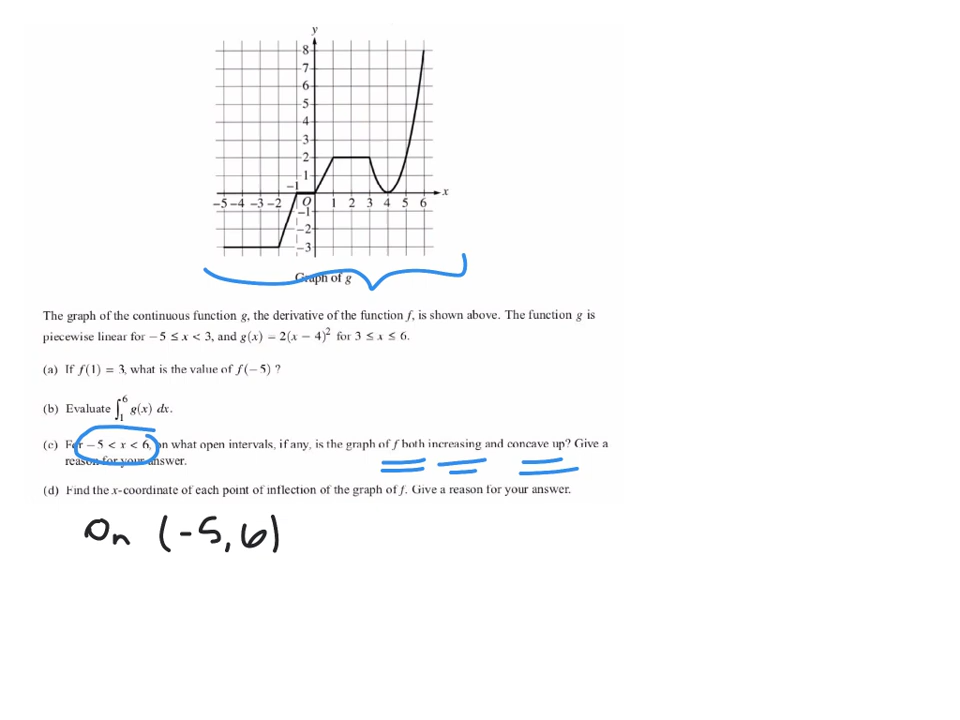 y
8
7
6
5
4
3
2
1
-1
-5 -4 -3 -2 O 1 2 3 4 5 6 x
-1
-2
-3
Graph of g
The graph of the continuous function g, the derivative of the function f, is shown above. The function g is
piecewise linear for −5 ≤ x < 3, and g(x) = 2(x − 4)² for 3 ≤ x ≤ 6.
(a) If f(1) = 3, what is the value of f(−5) ?
(b) Evaluate ∫₁⁶ g(x) dx.
(c) For −5 < x < 6, on what open intervals, if any, is the graph of f both increasing and concave up? Give a
reason for your answer.
(d) Find the x-coordinate of each point of inflection of the graph of f. Give a reason for your answer.
On (-5,6)